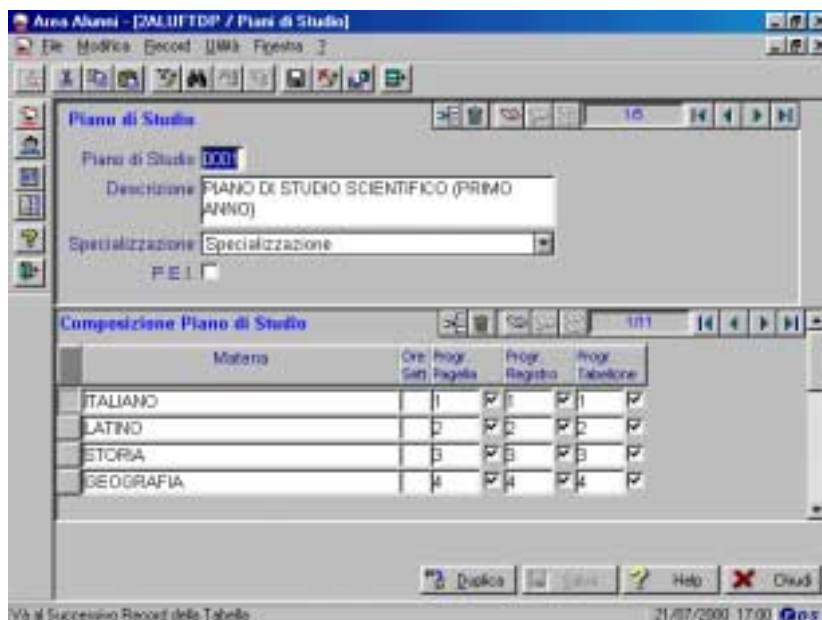 Area Alunni - [2ALUFTDP / Piani di Studio]
File Modifica Record Utilità Finestra ?
Piano di Studio
1/5
Piano di Studio 0001
Descrizione PIANO DI STUDIO SCIENTIFICO (PRIMO
ANNO)
Specializzazione Specializzazione
P.E.I.
Composizione Piano di Studio
1/11
Materia Ore Sett Progr. Pagella Progr. Registro Progr. Tabellone
ITALIANO 1 1 1
LATINO 2 2 2
STORIA 3 3 3
GEOGRAFIA 4 4 4
Duplica Salva Help Chiudi
Và al Successivo Record della Tabella 21/07/2000 17:00